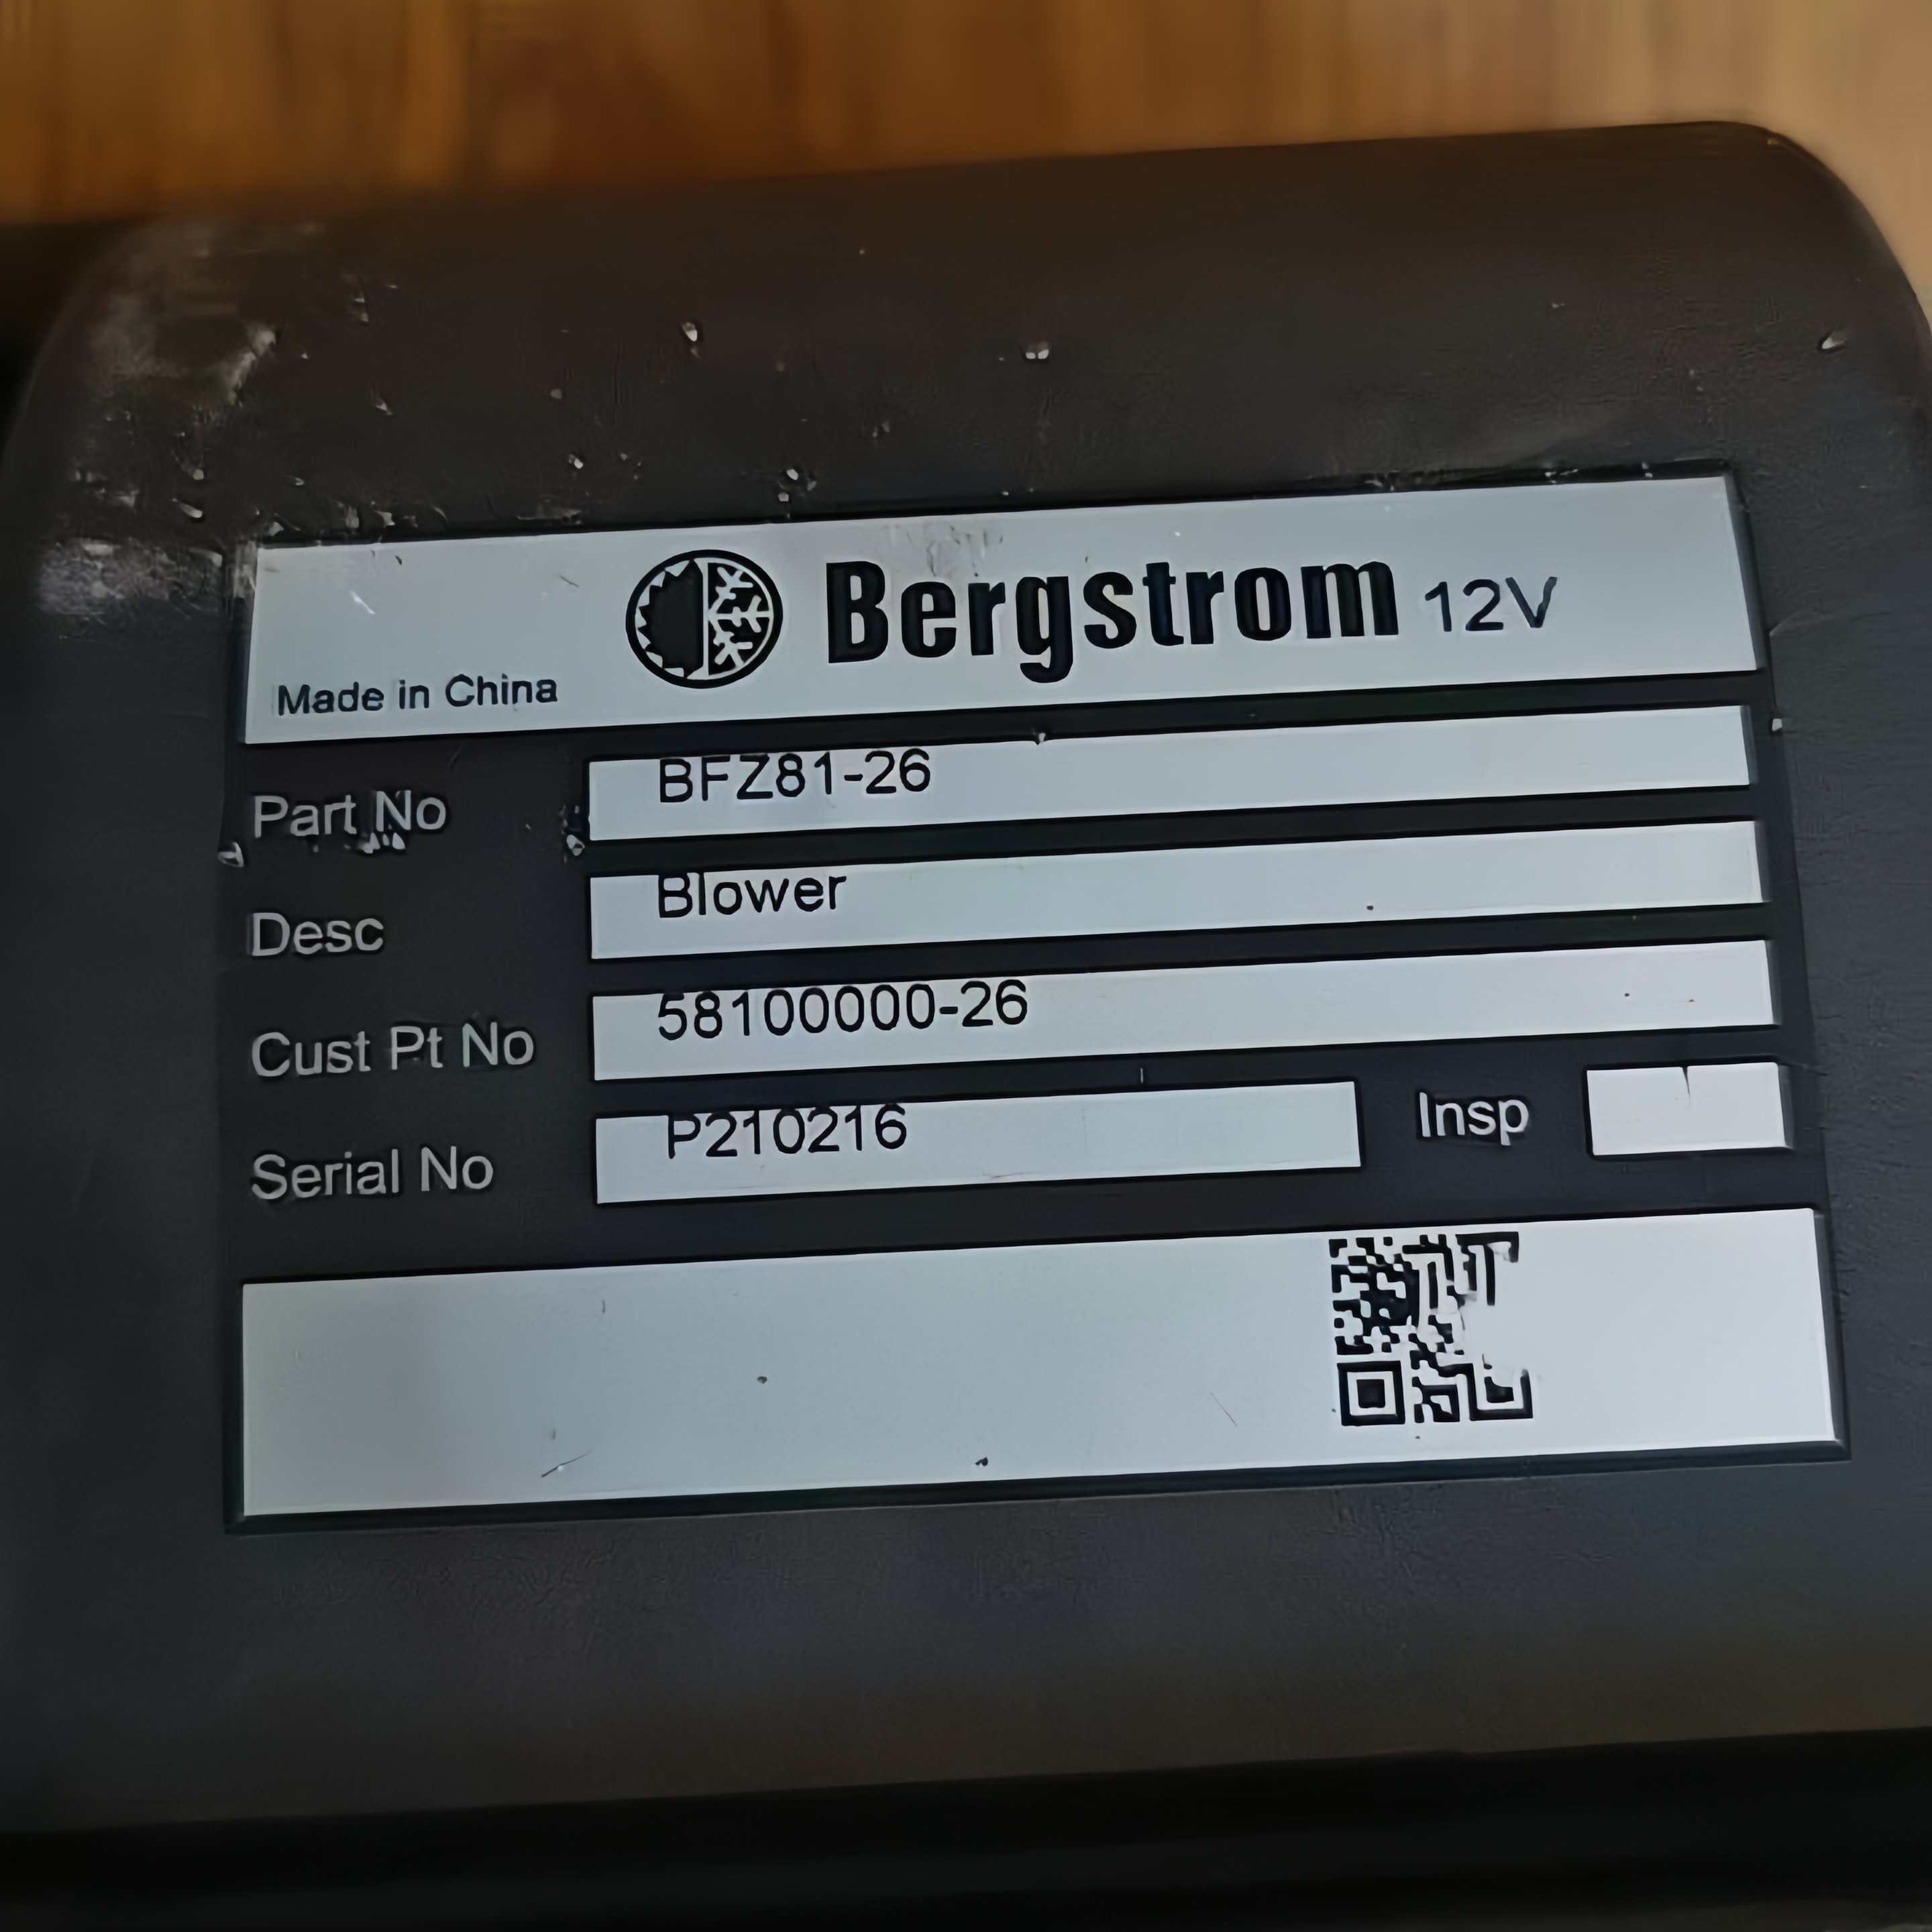 Bergstrom 12V
Made in China
Part No BFZ81-26
Desc Blower
Cust Pt No 58100000-26
Serial No P210216 Insp